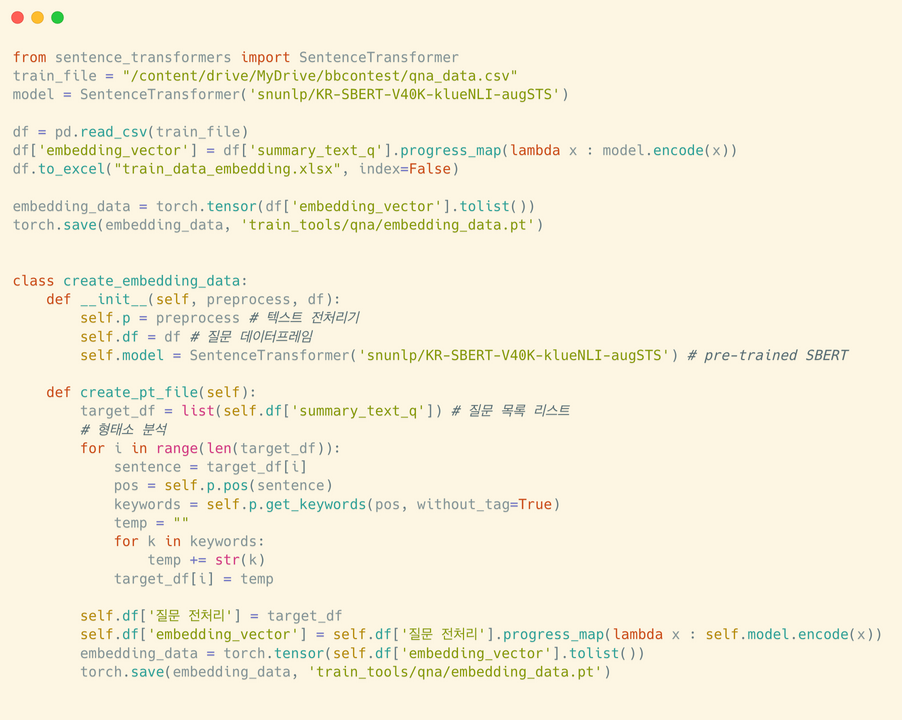 from sentence_transformers import SentenceTransformer
train_file = "/content/drive/MyDrive/bbcontest/qna_data.csv"
model = SentenceTransformer('snunlp/KR-SBERT-V40K-klueNLI-augSTS')
df = pd.read_csv(train_file)
df['embedding_vector'] = df['summary_text_q'].progress_map(lambda x : model.encode(x))
df.to_excel("train_data_embedding.xlsx", index=False)
embedding_data = torch.tensor(df['embedding_vector'].tolist())
torch.save(embedding_data, 'train_tools/qna/embedding_data.pt')
class create_embedding_data:
    def __init__(self, preprocess, df):
        self.p = preprocess # 텍스트 전처리기
        self.df = df # 질문 데이터프레임
        self.model = SentenceTransformer('snunlp/KR-SBERT-V40K-klueNLI-augSTS') # pre-trained SBERT
    def create_pt_file(self):
        target_df = list(self.df['summary_text_q']) # 질문 목록 리스트
        # 형태소 분석
        for i in range(len(target_df)):
            sentence = target_df[i]
            pos = self.p.pos(sentence)
            keywords = self.p.get_keywords(pos, without_tag=True)
            temp = ""
            for k in keywords:
                temp += str(k)
            target_df[i] = temp
        self.df['질문 전처리'] = target_df
        self.df['embedding_vector'] = self.df['질문 전처리'].progress_map(lambda x : self.model.encode(x))
        embedding_data = torch.tensor(self.df['embedding_vector'].tolist())
        torch.save(embedding_data, 'train_tools/qna/embedding_data.pt')